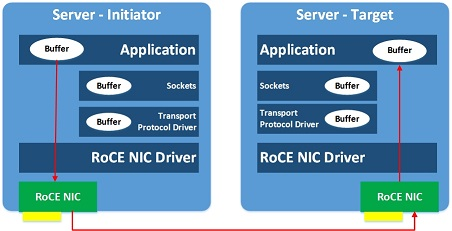 Server - Initiator
Buffer
Application
Buffer
Sockets
Buffer
Transport
Protocol Driver
RoCE NIC Driver
RoCE NIC
Server - Target
Application
Buffer
Sockets
Buffer
Transport
Protocol Driver
Buffer
RoCE NIC Driver
RoCE NIC